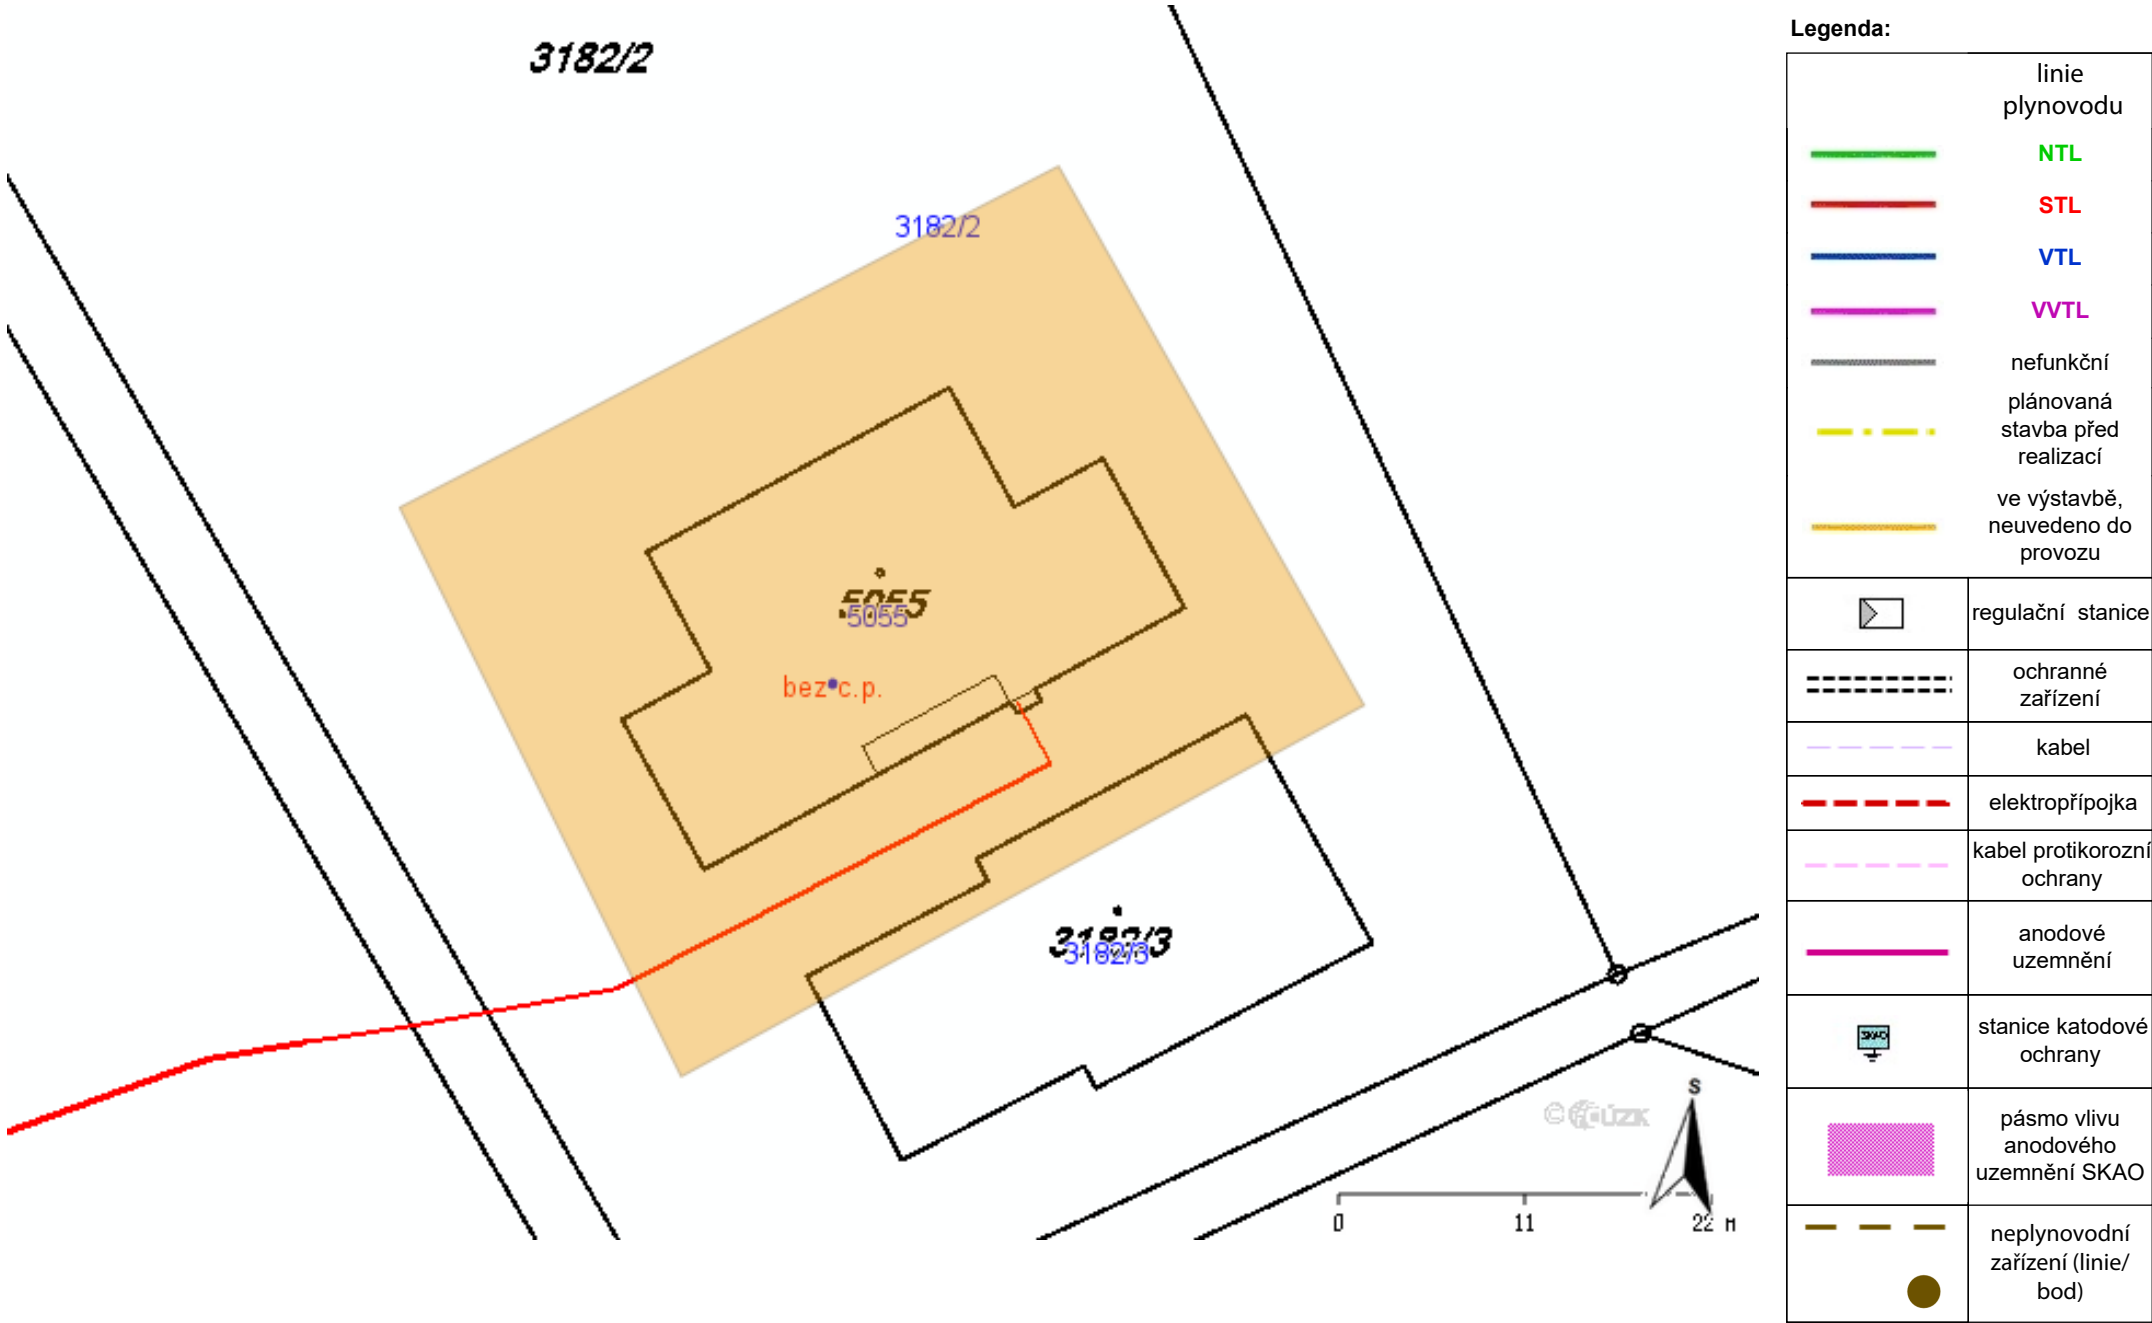 3182/2
3182/2
5055
5055
bez c.p.
3182/3
3182/3
© ČÚZK
S
0 11 22 м
Legenda:
linie
plynovodu
NTL
STL
VTL
VVTL
nefunkční
plánovaná
stavba před
realizací
ve výstavbě,
neuvedeno do
provozu
regulační stanice
ochranné
zařízení
kabel
elektropřípojka
kabel protikorozní
ochrany
anodové
uzemnění
SKAO
stanice katodové
ochrany
pásmo vlivu
anodového
uzemnění SKAO
neplynovodní
zařízení (linie/
bod)